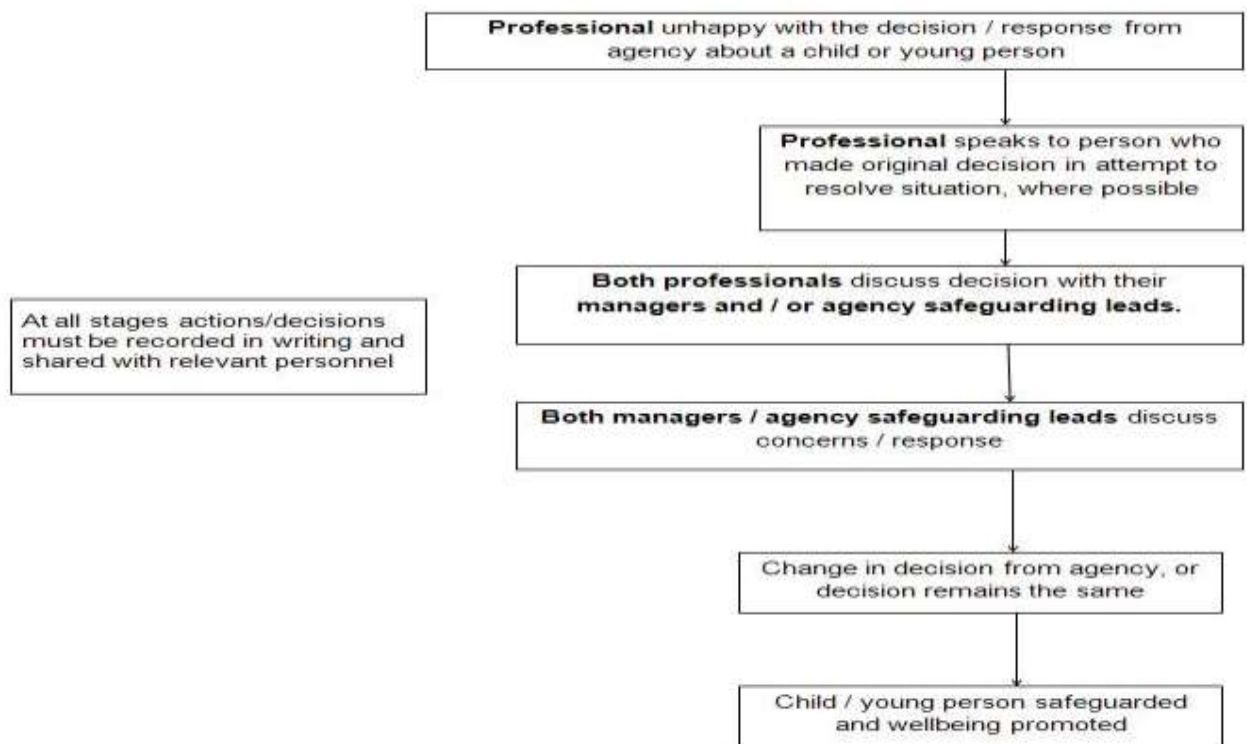 Professional unhappy with the decision / response from
agency about a child or young person
Professional speaks to person who
made original decision in attempt to
resolve situation, where possible
Both professionals discuss decision with their
managers and / or agency safeguarding leads.
At all stages actions/decisions
must be recorded in writing and
shared with relevant personnel
Both managers / agency safeguarding leads discuss
concerns / response
Change in decision from agency, or
decision remains the same
Child / young person safeguarded
and wellbeing promoted